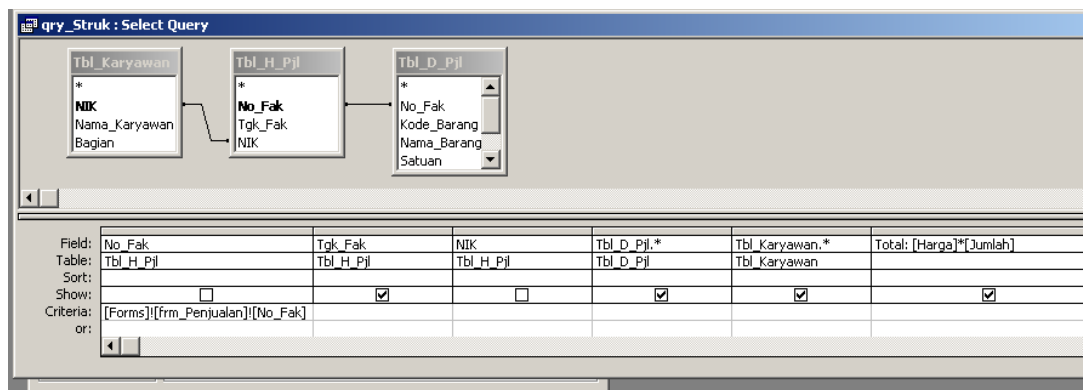 qry_Struk : Select Query
Tbl_Karyawan
*
NIK
Nama_Karyawan
Bagian
Tbl_H_Pjl
*
No_Fak
Tgk_Fak
NIK
Tbl_D_Pjl
*
No_Fak
Kode_Barang
Nama_Barang
Satuan
Field: No_Fak Tgk_Fak NIK Tbl_D_Pjl.* Tbl_Karyawan.* Total: [Harga]*[Jumlah]
Table: Tbl_H_Pjl Tbl_H_Pjl Tbl_H_Pjl Tbl_D_Pjl Tbl_Karyawan
Sort:
Show:
Criteria: [Forms]![frm_Penjualan]![No_Fak]
or: